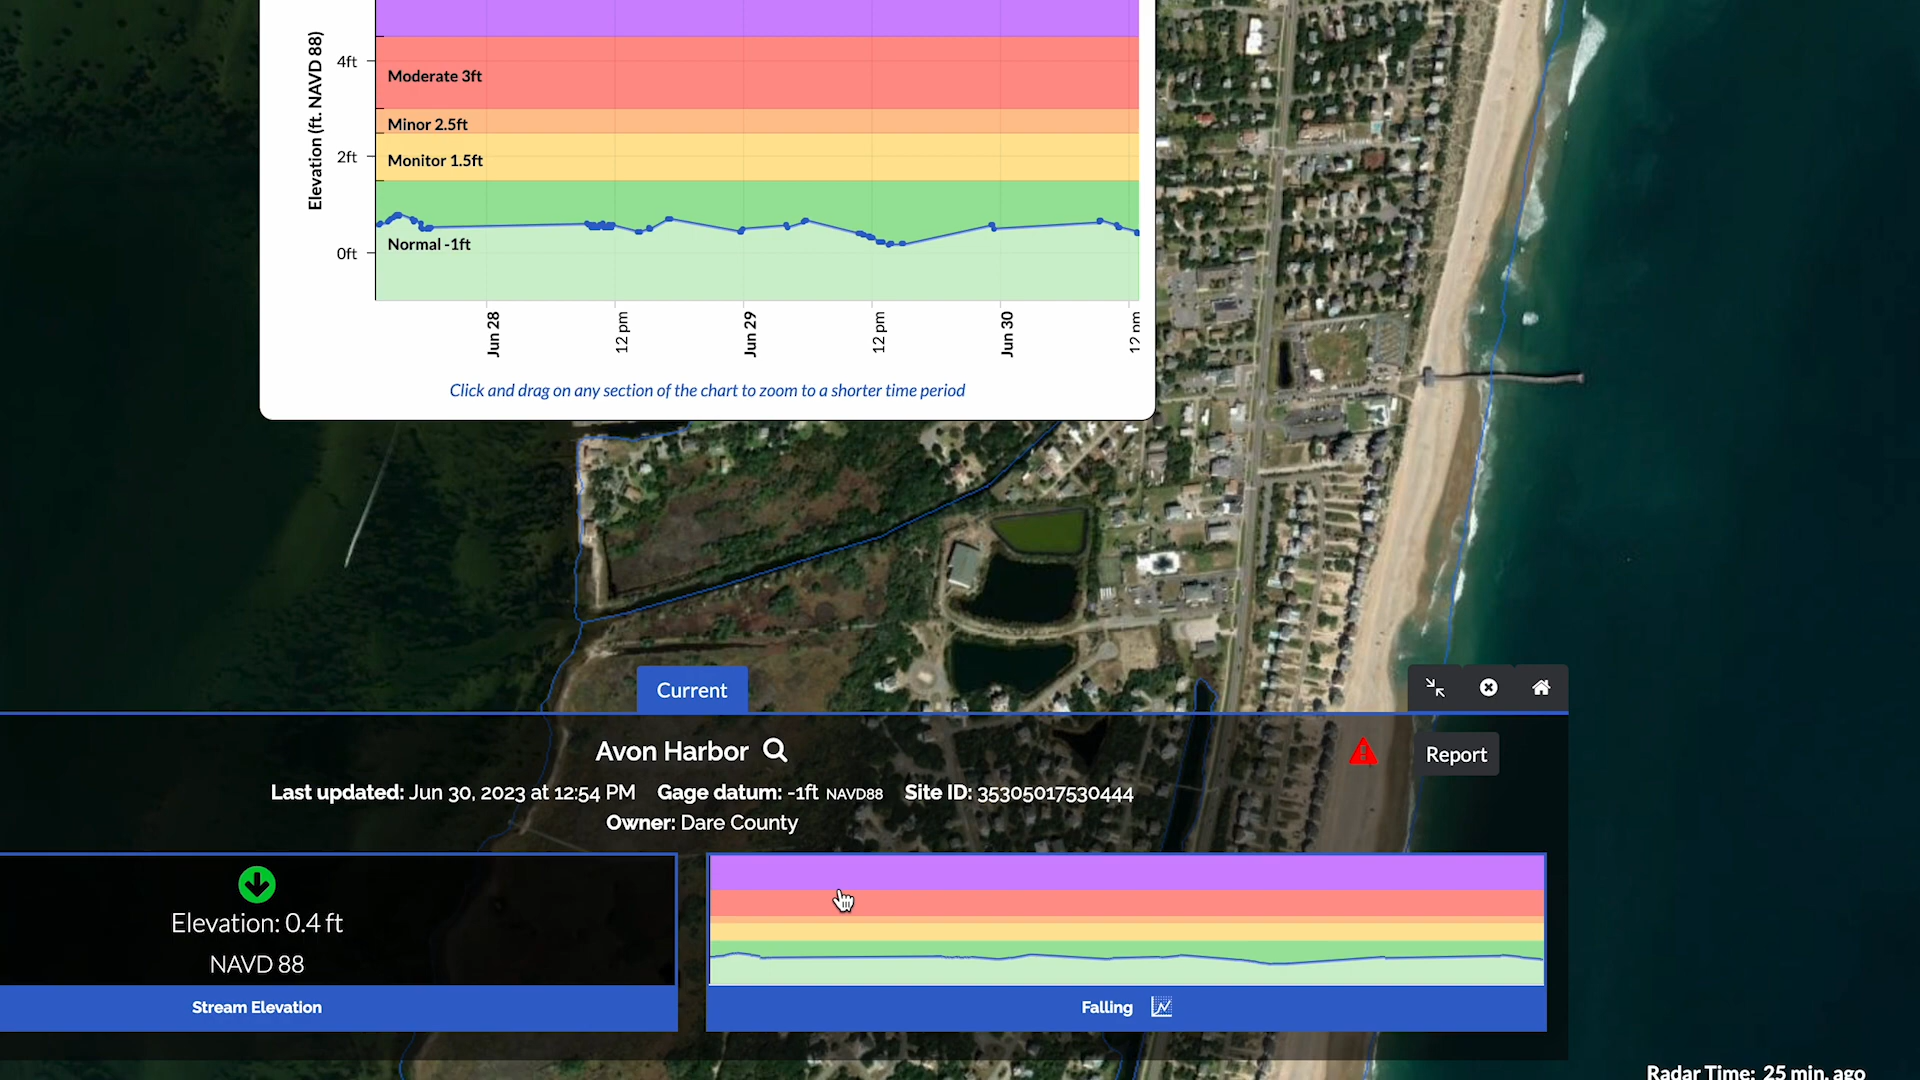 Elevation (ft. NAVD 88)
4ft
Moderate 3ft
Minor 2.5ft
2ft
Monitor 1.5ft
Normal -1ft
0ft
Jun 28
12 pm
Jun 29
12 pm
Jun 30
12 pm
Click and drag on any section of the chart to zoom to a shorter time period
Current
Avon Harbor
Report
Last updated: Jun 30, 2023 at 12:54 PM Gage datum: -1ft NAVD88 Site ID: 35305017530444
Owner: Dare County
Elevation: 0.4 ft
NAVD 88
Stream Elevation
Falling
Radar Time: 25 min. ago